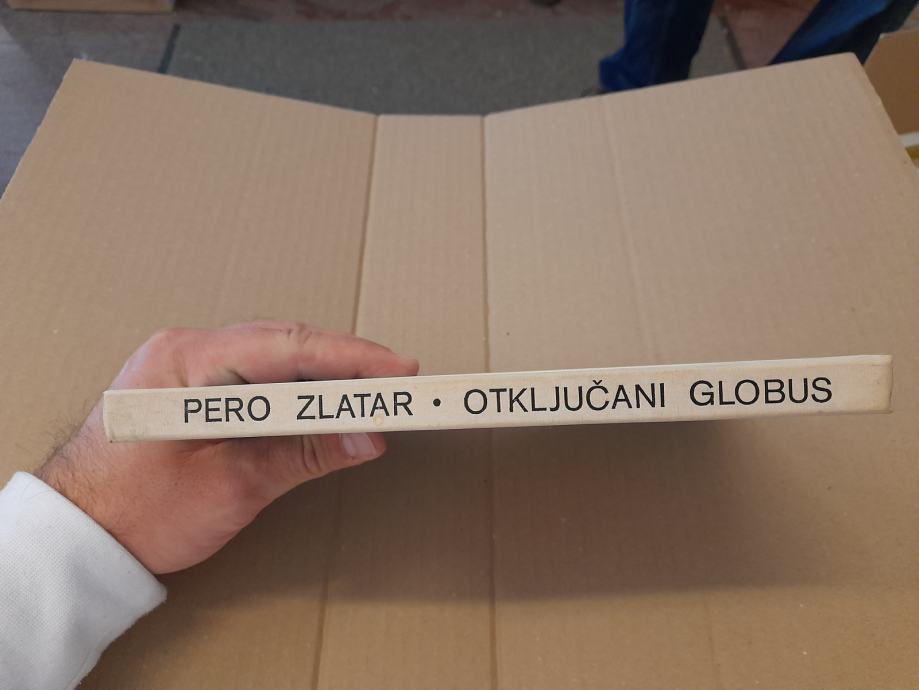 PERO ZLATAR • OTKLJUČANI GLOBUS